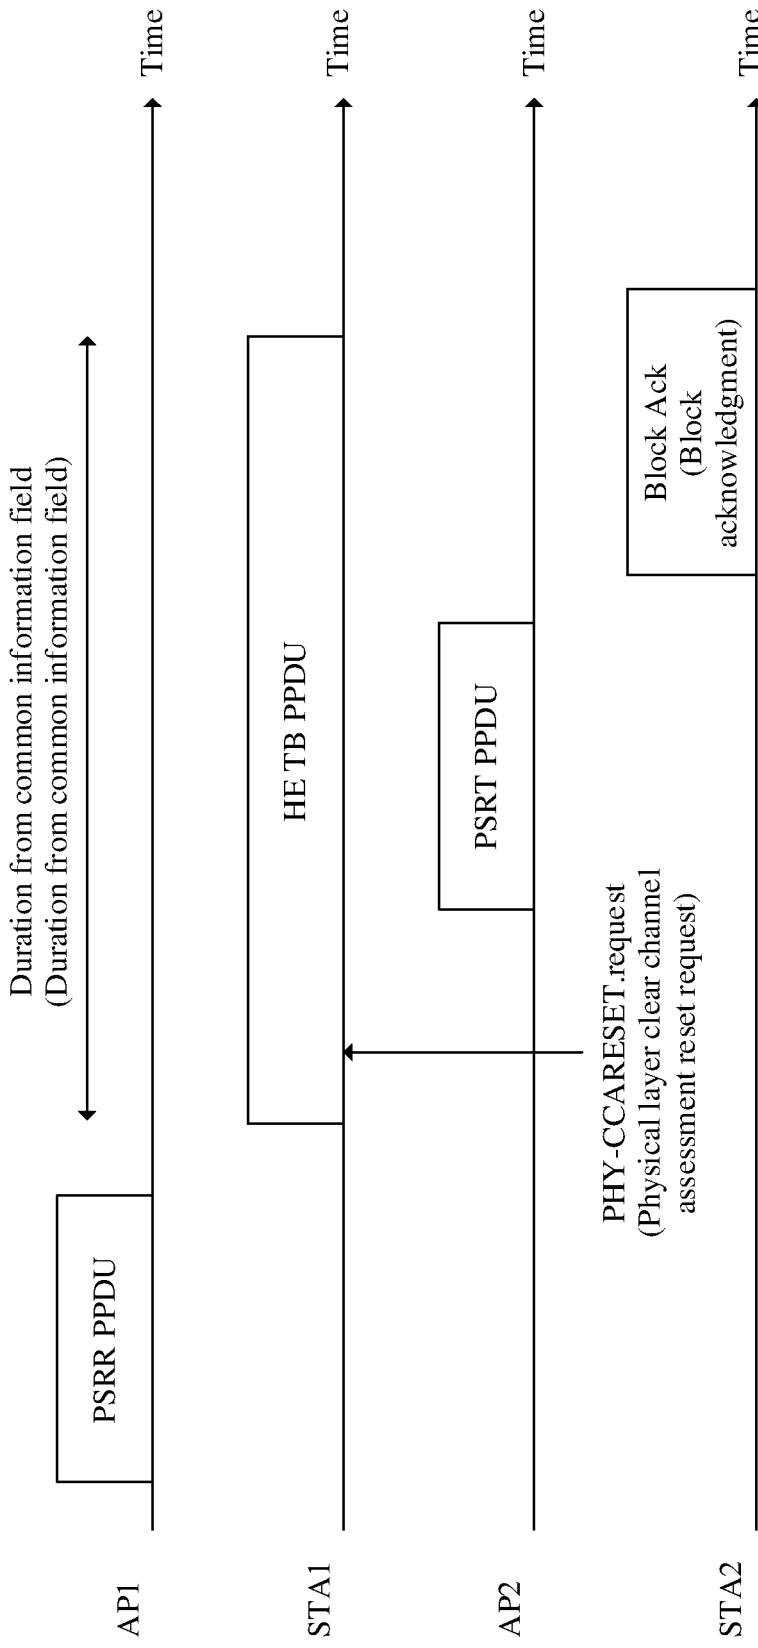 Duration from common information field
(Duration from common information field)
AP1
PSRR PPDU
Time
STA1
HE TB PPDU
Time
AP2
PSRT PPDU
Time
PHY-CCARESET.request
(Physical layer clear channel
assessment reset request)
STA2
Block Ack
(Block
acknowledgment)
Time